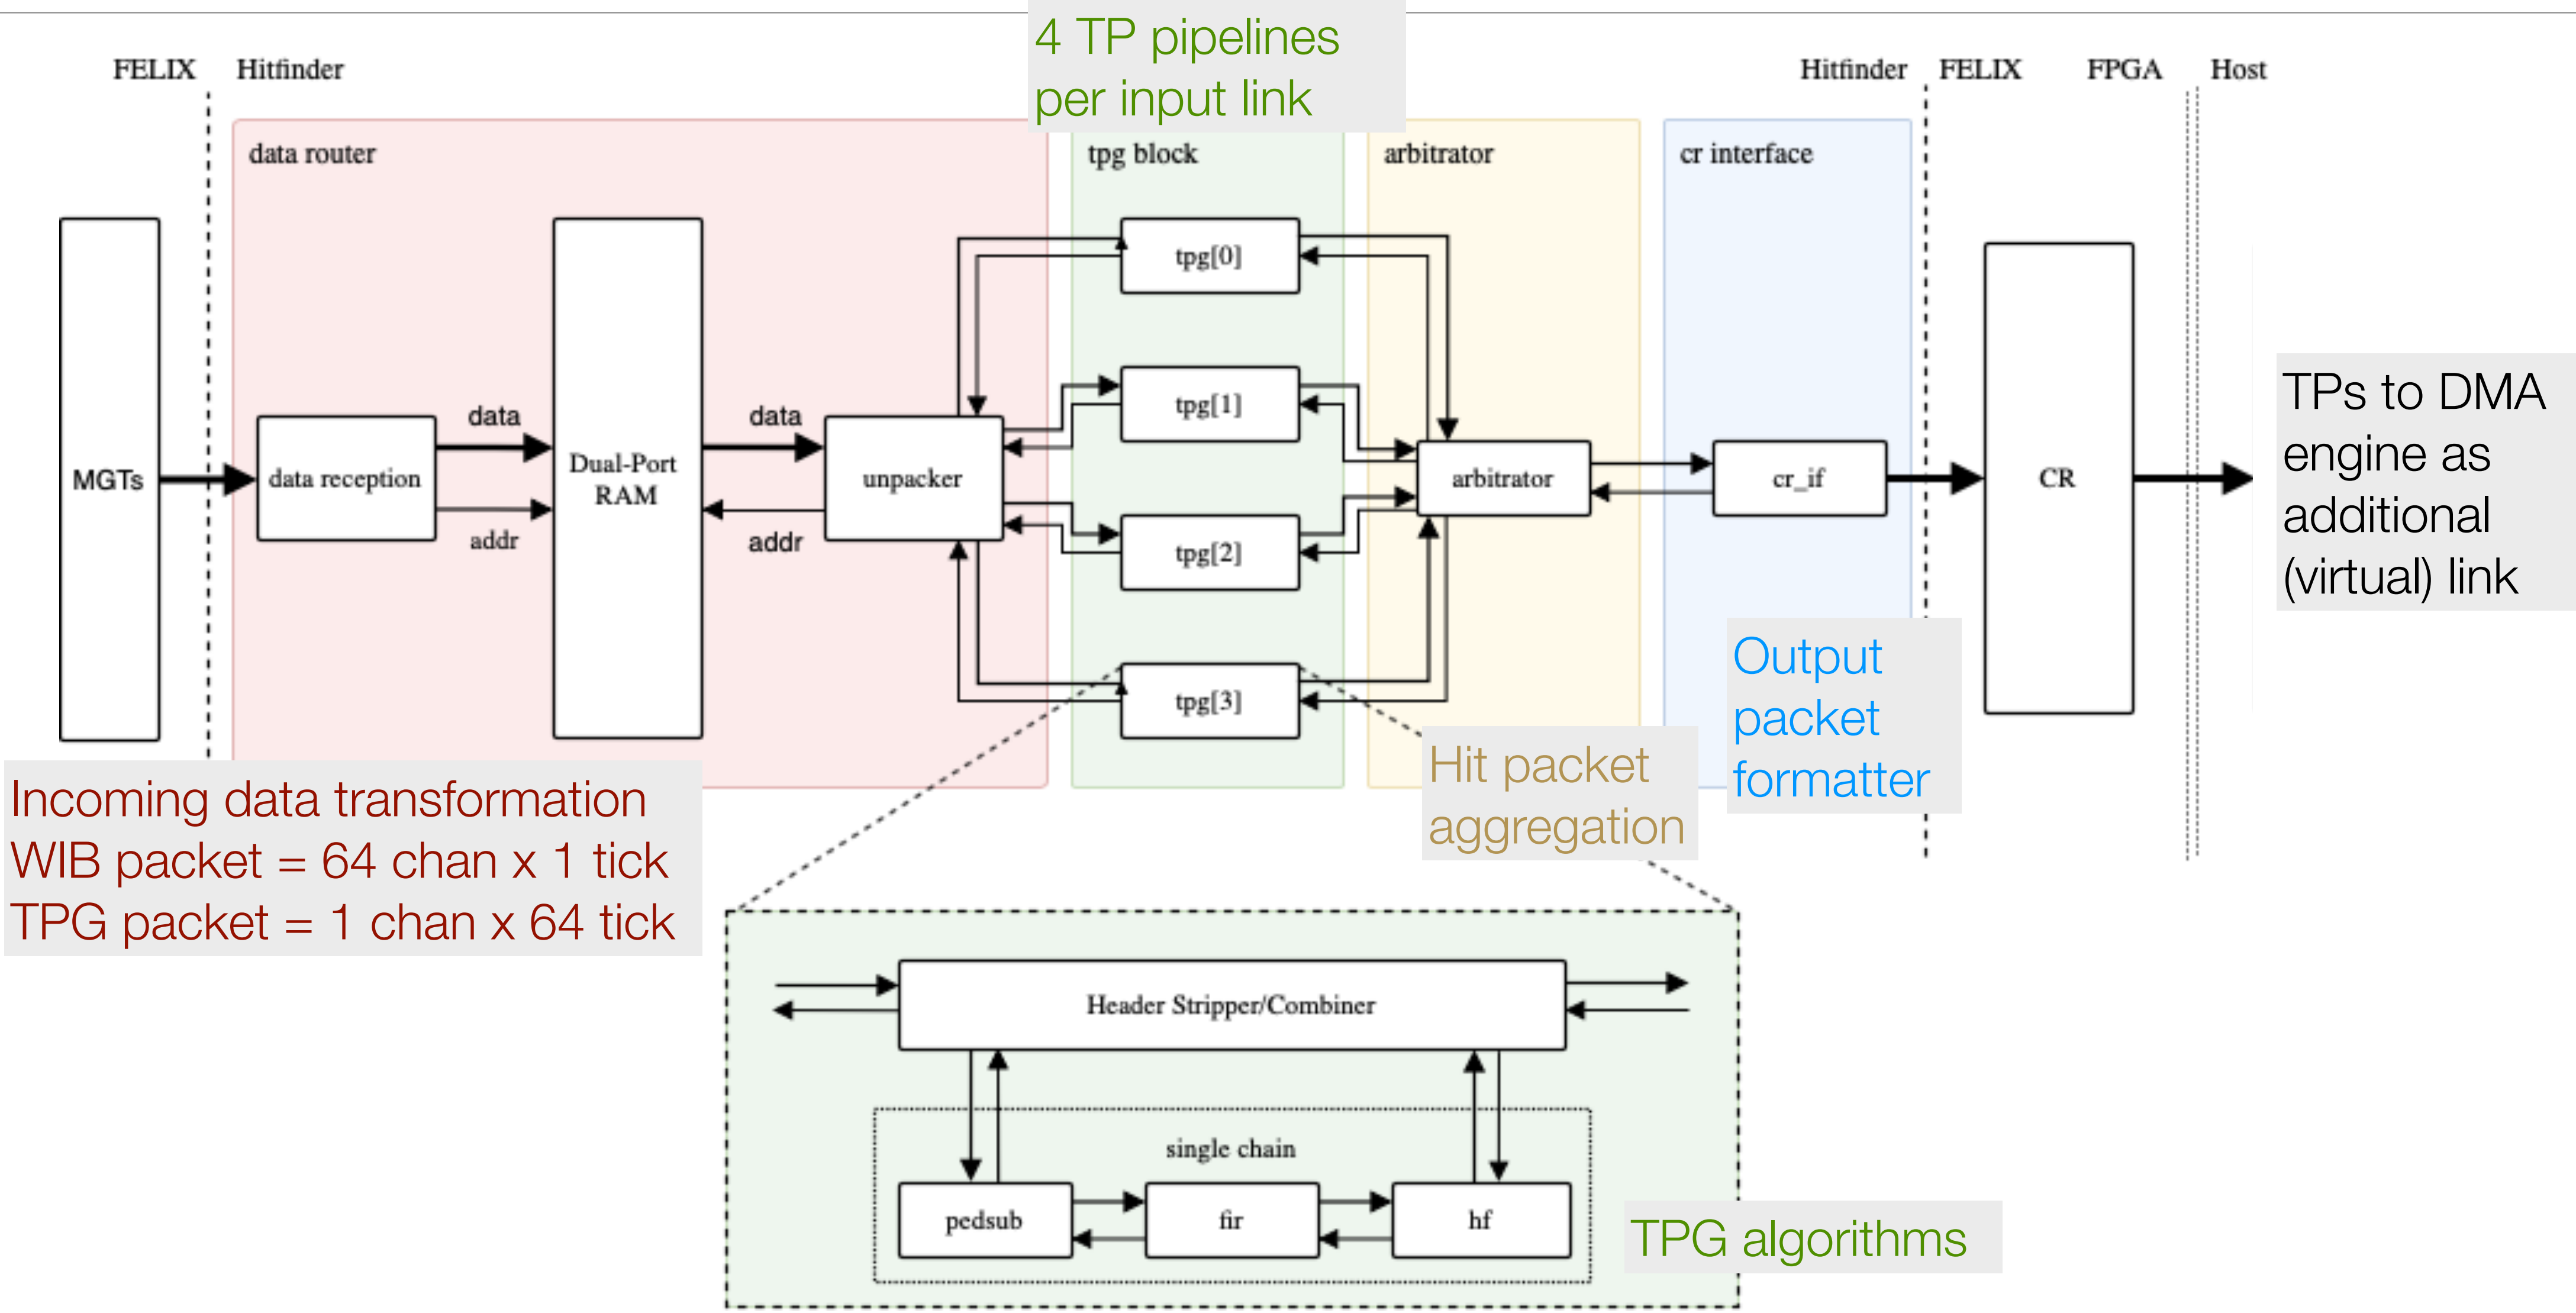 4 TP pipelines
per input link
FELIX
Hitfinder
Hitfinder
FELIX
FPGA
Host
data router
tpg block
arbitrator
cr interface
MGTs
data reception
data
addr
Dual-Port
RAM
data
addr
unpacker
tpg[0]
tpg[1]
tpg[2]
tpg[3]
arbitrator
cr_if
CR
TPs to DMA
engine as
additional
(virtual) link
Output
packet
formatter
Hit packet
aggregation
Incoming data transformation
WIB packet = 64 chan x 1 tick
TPG packet = 1 chan x 64 tick
Header Stripper/Combiner
single chain
pedsub
fir
hf
TPG algorithms